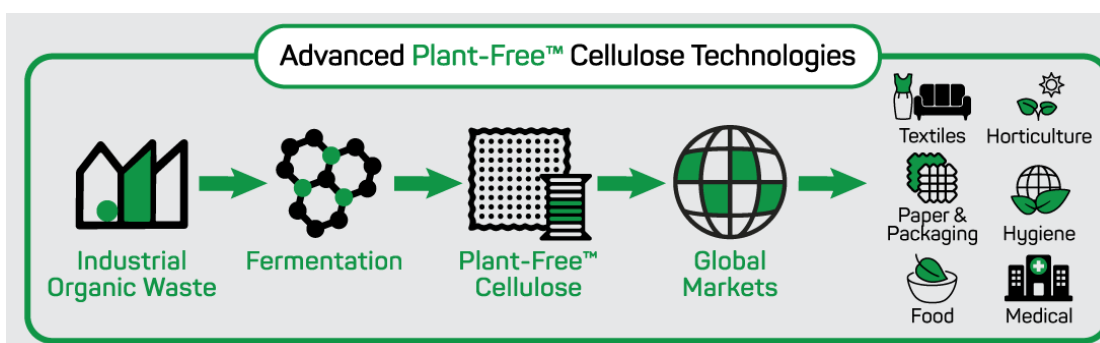 Advanced Plant-Free™ Cellulose Technologies
Industrial
Organic Waste
Fermentation
Plant-Free™
Cellulose
Global
Markets
Textiles
Horticulture
Paper &
Packaging
Hygiene
Food
Medical